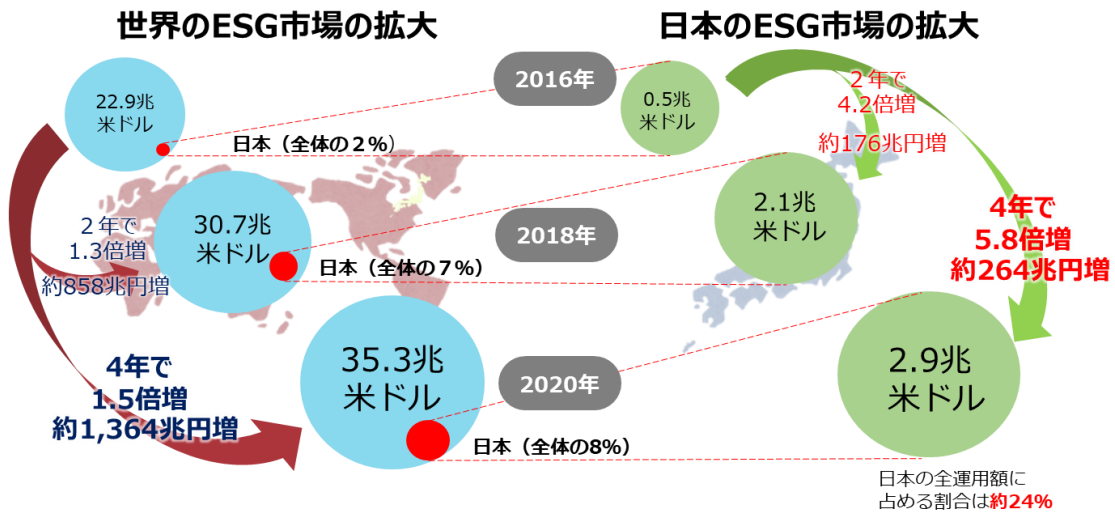 世界のESG市場の拡大
日本のESG市場の拡大
2016年
22.9兆
米ドル
日本（全体の２%）
0.5兆
米ドル
２年で
4.2倍増
約176兆円増
2018年
30.7兆
米ドル
２年で
1.3倍増
約858兆円増
日本（全体の７%）
2.1兆
米ドル
4年で
5.8倍増
約264兆円増
2020年
35.3兆
米ドル
4年で
1.5倍増
約1,364兆円増
日本（全体の8%）
2.9兆
米ドル
日本の全運用額に
占める割合は約24%